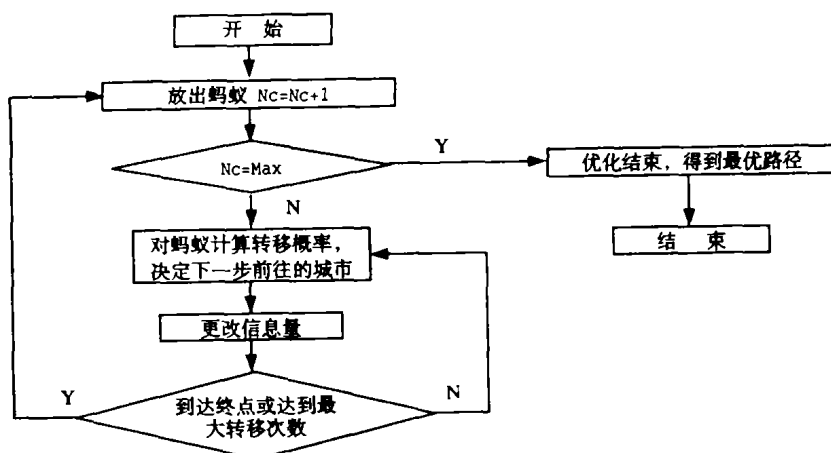 开 始
放出蚂蚁 Nc=Nc+1
Nc=Max
Y
优化结束，得到最优路径
N
结 束
对蚂蚁计算转移概率，
决定下一步前往的城市
更改信息量
Y
N
到达终点或达到最
大转移次数